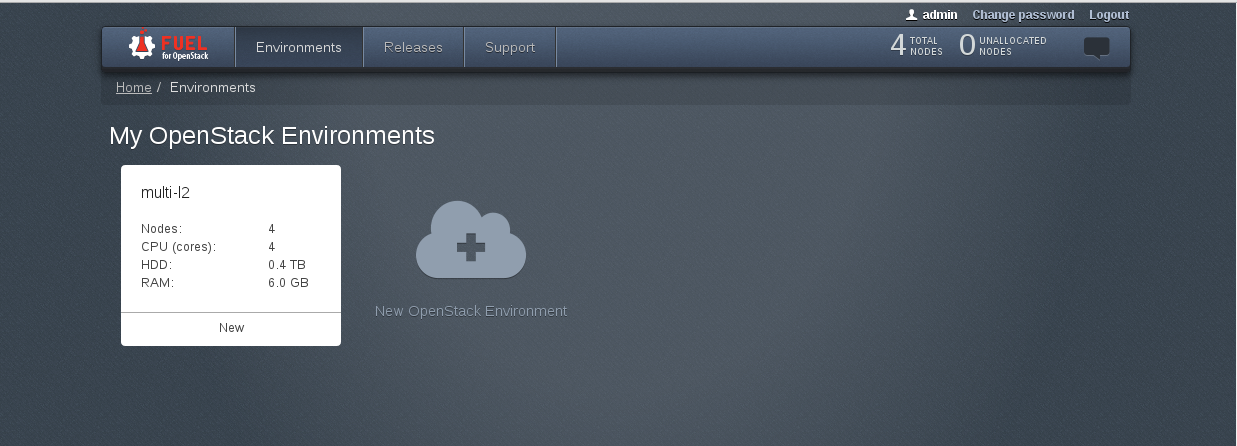 admin Change password Logout
FUEL for OpenStack
Environments Releases Support
4 TOTAL NODES 0 UNALLOCATED NODES
Home / Environments
My OpenStack Environments
multi-l2
Nodes: 4
CPU (cores): 4
HDD: 0.4 TB
RAM: 6.0 GB
New
New OpenStack Environment